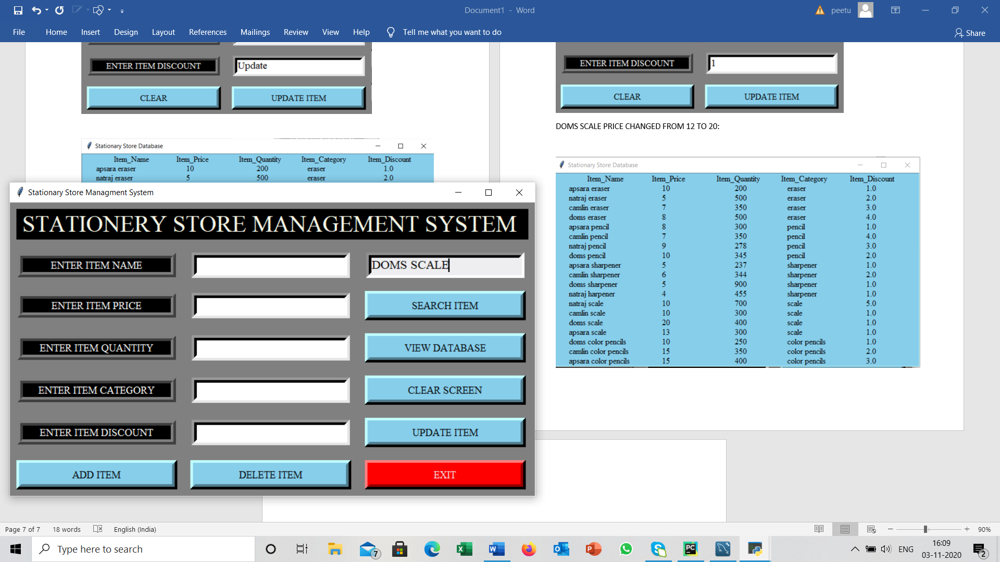 Document1 - Word
peetu
File Home Insert Design Layout References Mailings Review View Help Tell me what you want to do
Share
ENTER ITEM DISCOUNT Update
CLEAR UPDATE ITEM
Stationary Store Database
Item_Name Item_Price Item_Quantity Item_Category Item_Discount
apsara eraser 10 200 eraser 1.0
natraj eraser 5 500 eraser 2.0
ENTER ITEM DISCOUNT 1
CLEAR UPDATE ITEM
DOMS SCALE PRICE CHANGED FROM 12 TO 20:
Stationary Store Database
Item_Name Item_Price Item_Quantity Item_Category Item_Discount
apsara eraser 10 200 eraser 1.0
natraj eraser 5 500 eraser 2.0
camlin eraser 7 350 eraser 3.0
doms eraser 8 500 eraser 4.0
apsara pencil 8 300 pencil 1.0
camlin pencil 7 350 pencil 4.0
natraj pencil 9 278 pencil 3.0
doms pencil 10 345 pencil 2.0
apsara sharpener 5 237 sharpener 1.0
camlin sharpener 6 344 sharpener 2.0
doms sharpener 5 900 sharpener 1.0
natraj harpener 4 455 sharpener 1.0
natraj scale 10 700 scale 5.0
camlin scale 10 300 scale 1.0
doms scale 20 400 scale 1.0
apsara scale 13 300 scale 1.0
doms color pencils 10 250 color pencils 1.0
camlin color pencils 15 350 color pencils 2.0
apsara color pencils 15 400 color pencils 3.0
Stationary Store Managment System
STATIONERY STORE MANAGEMENT SYSTEM
ENTER ITEM NAME DOMS SCALE
ENTER ITEM PRICE SEARCH ITEM
ENTER ITEM QUANTITY VIEW DATABASE
ENTER ITEM CATEGORY CLEAR SCREEN
ENTER ITEM DISCOUNT UPDATE ITEM
ADD ITEM DELETE ITEM EXIT
Page 7 of 7 18 words English (India) 90%
Type here to search
7
ENG
16:09
03-11-2020
2